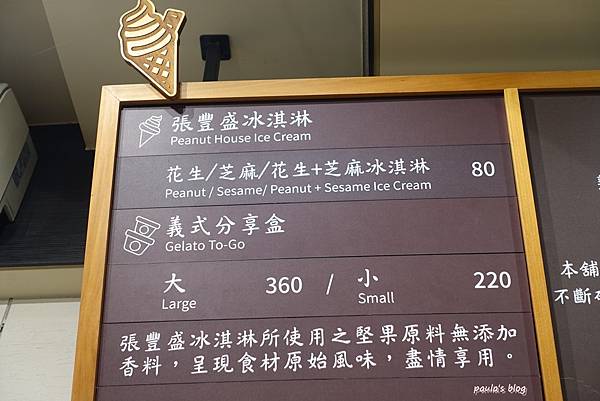 張豐盛冰淇淋
Peanut House Ice Cream
花生/芝麻/花生+芝麻冰淇淋 80
Peanut / Sesame/ Peanut + Sesame Ice Cream
義式分享盒
Gelato To-Go
大 360 / 小 220
Large Small
張豐盛冰淇淋所使用之堅果原料無添加
香料，呈現食材原始風味，盡情享用。
本舖
不斷
paula's blog